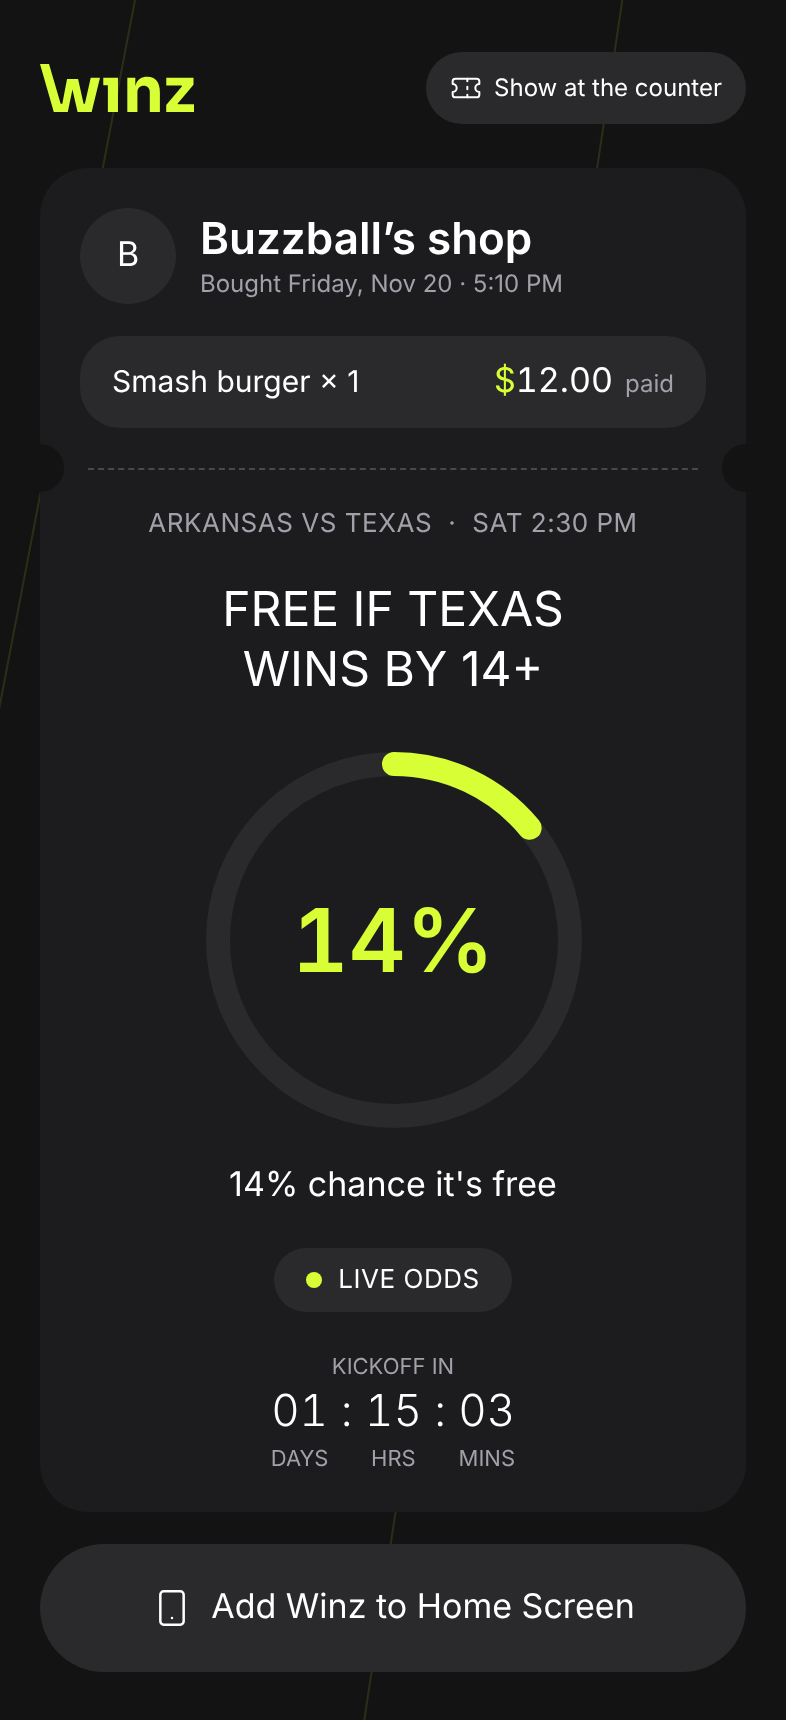 Winz
Show at the counter
B
Buzzball’s shop
Bought Friday, Nov 20 · 5:10 PM
Smash burger × 1 $12.00 paid
ARKANSAS VS TEXAS · SAT 2:30 PM
FREE IF TEXAS
WINS BY 14+
14%
14% chance it's free
LIVE ODDS
KICKOFF IN
01 : 15 : 03
DAYS HRS MINS
Add Winz to Home Screen